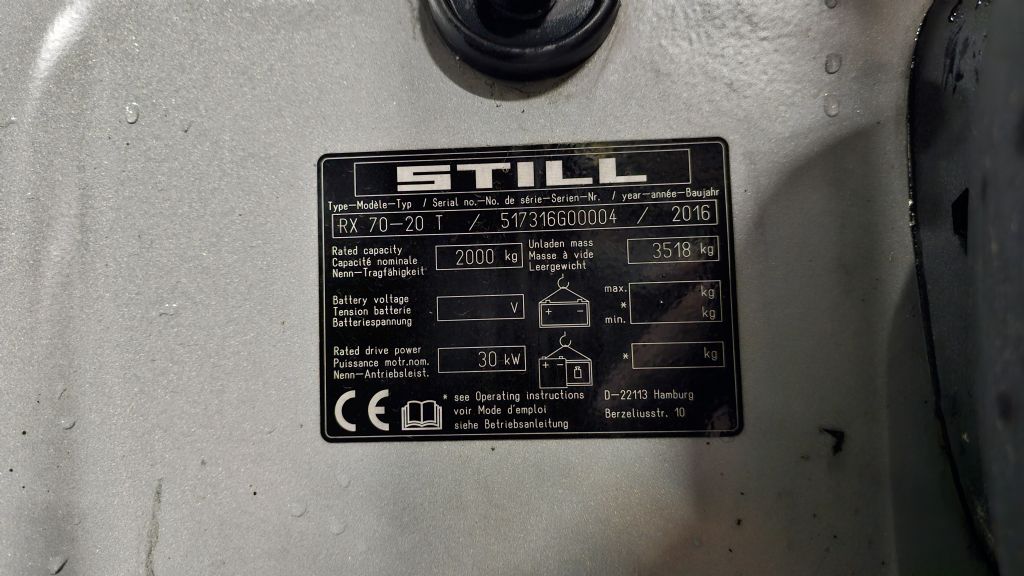 STILL
Type-Modèle-Typ / Serial no.-No. de série-Serien-Nr. / year-année-Baujahr
RX 70-20 T / 517316G00004 / 2016
Rated capacity
Capacité nominale
Nenn-Tragfähigkeit
2000 kg
Unladen mass
Masse à vide
Leergewicht
3518 kg
Battery voltage
Tension batterie
Batteriespannung
V
+ -
max. kg
*
min. kg
Rated drive power
Puissance motr.nom.
Nenn-Antriebsleist.
30 kW
+ -
* kg
CE
* see Operating instructions
voir Mode d'emploi
siehe Betriebsanleitung
D-22113 Hamburg
Berzeliusstr. 10